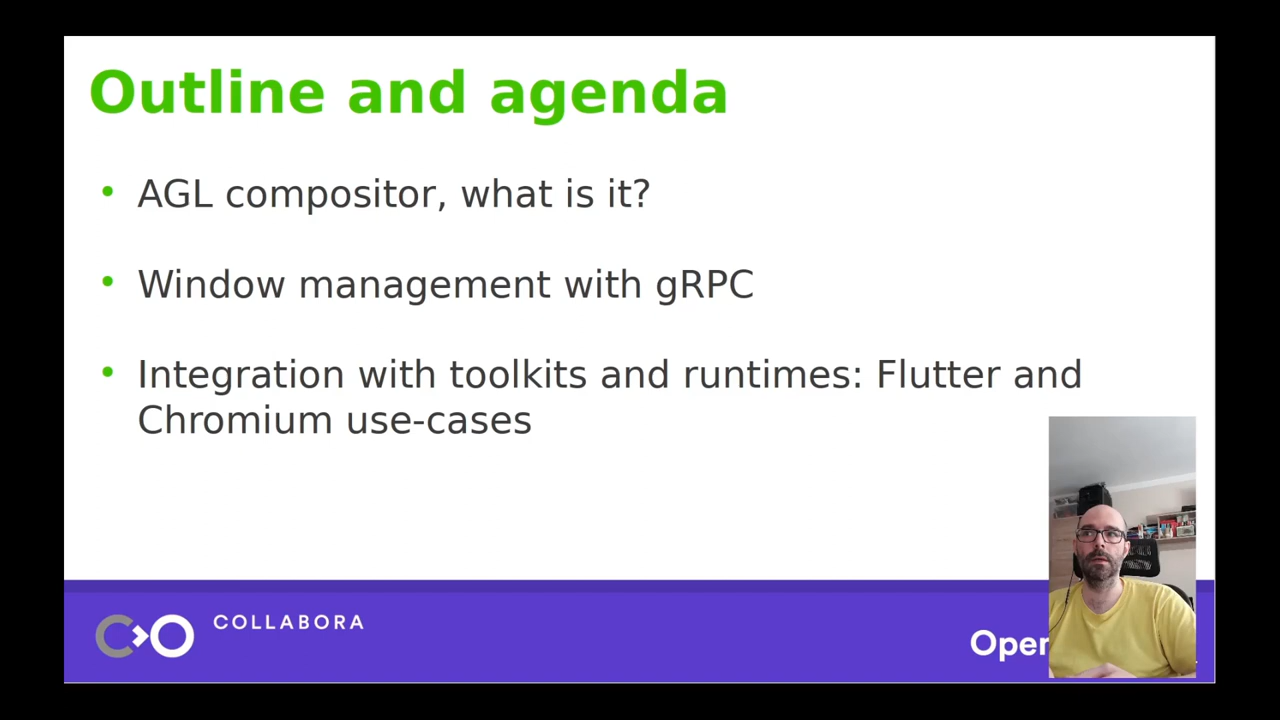 Outline and agenda
• AGL compositor, what is it?
• Window management with gRPC
• Integration with toolkits and runtimes: Flutter and
Chromium use-cases
COLLABORA